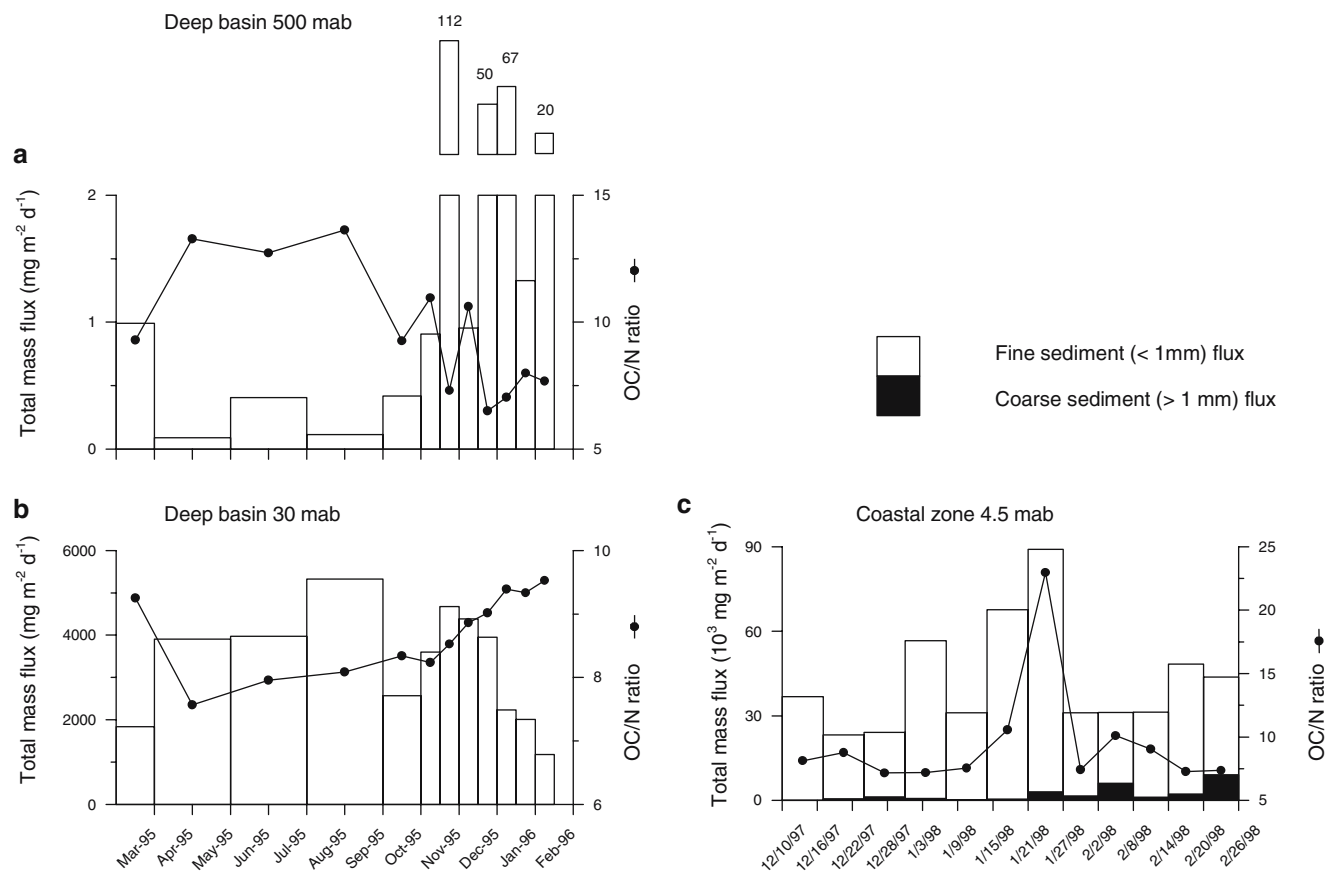 Deep basin 500 mab
112
50
67
20
a
Total mass flux (mg m⁻² d⁻¹)
2
1
0
15
10
5
OC/N ratio
Fine sediment (< 1mm) flux
Coarse sediment (> 1 mm) flux
b
Deep basin 30 mab
Total mass flux (mg m⁻² d⁻¹)
6000
4000
2000
0
10
8
6
OC/N ratio
Mar-95
Apr-95
May-95
Jun-95
Jul-95
Aug-95
Sep-95
Oct-95
Nov-95
Dec-95
Jan-96
Feb-96
c
Coastal zone 4.5 mab
Total mass flux (10³ mg m⁻² d⁻¹)
90
60
30
0
25
20
15
10
5
OC/N ratio
12/10/97
12/16/97
12/22/97
12/28/97
1/3/98
1/9/98
1/15/98
1/21/98
1/27/98
2/2/98
2/8/98
2/14/98
2/20/98
2/26/98